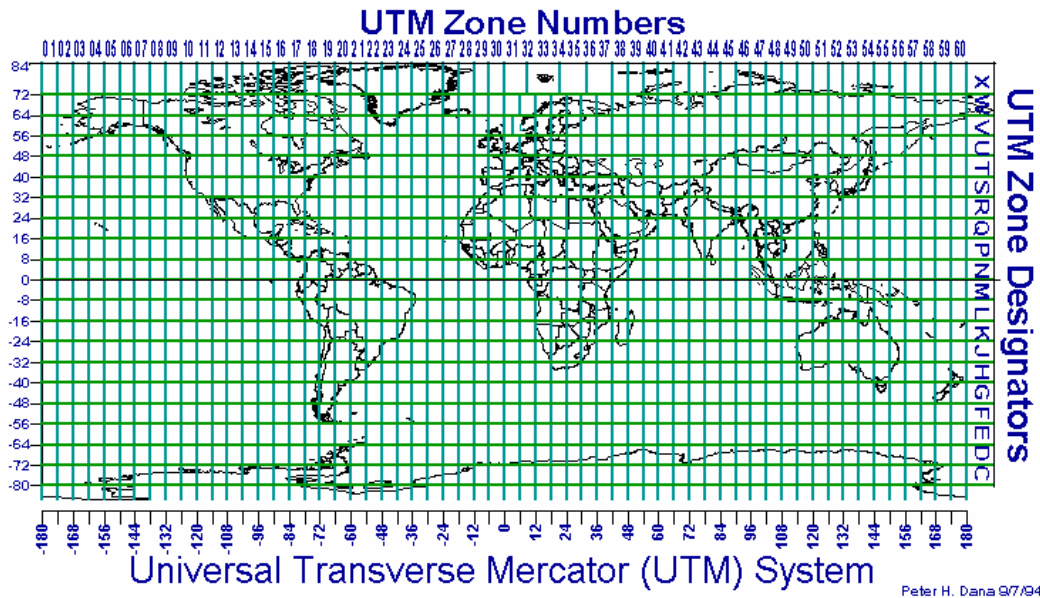 UTM Zone Numbers
0 1 02 03 04 05 06 07 08 09 10 11 12 13 14 15 16 17 18 19 20 21 22 23 24 25 26 27 28 29 30 31 32 33 34 35 36 37 38 39 40 41 42 43 44 45 46 47 48 49 50 51 52 53 54 55 56 57 58 59 60
84
72
64
56
48
40
32
24
16
8
0
-8
-16
-24
-32
-40
-48
-56
-64
-72
-80
X
W
V
U
T
S
R
Q
P
N
M
L
K
J
H
G
F
E
D
C
UTM Zone Designators
-180 -168 -156 -144 -132 -120 -108 -96 -84 -72 -60 -48 -36 -24 -12 0 12 24 36 48 60 72 84 96 108 120 132 144 156 168 180
Universal Transverse Mercator (UTM) System
Peter H. Dana 9/7/94